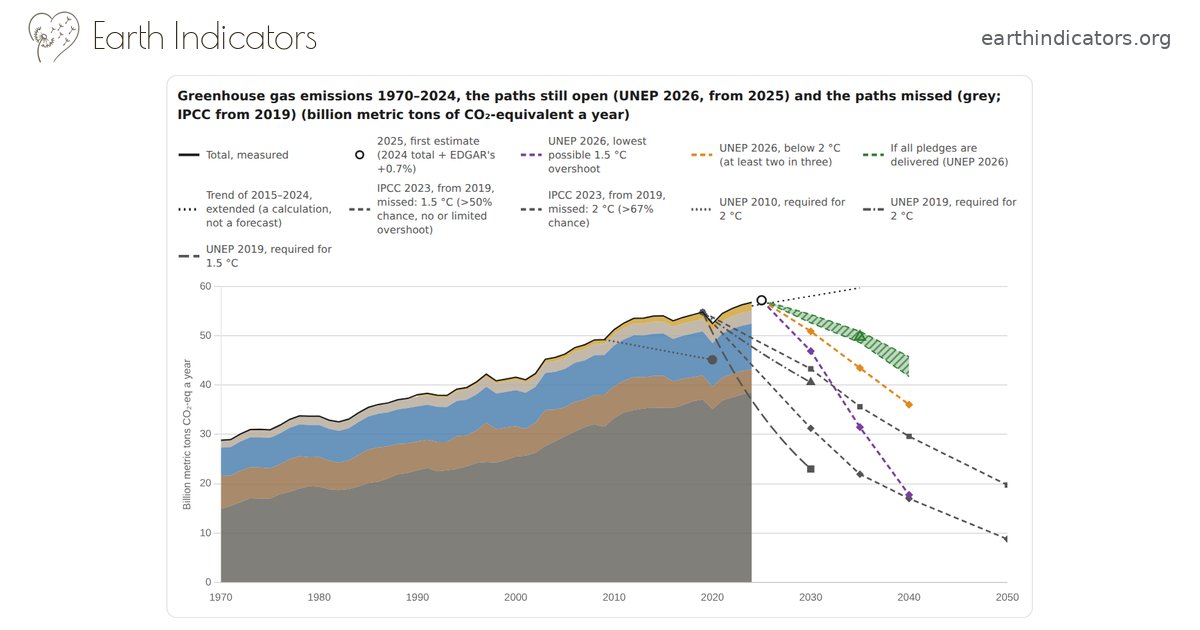 Earth Indicators
earthindicators.org
Greenhouse gas emissions 1970–2024, the paths still open (UNEP 2026, from 2025) and the paths missed (grey;
IPCC from 2019) (billion metric tons of CO₂-equivalent a year)
Total, measured
2025, first estimate
(2024 total + EDGAR's
+0.7%)
UNEP 2026, lowest
possible 1.5 °C
overshoot
UNEP 2026, below 2 °C
(at least two in three)
If all pledges are
delivered (UNEP 2026)
Trend of 2015–2024,
extended (a calculation,
not a forecast)
IPCC 2023, from 2019,
missed: 1.5 °C (>50%
chance, no or limited
overshoot)
IPCC 2023, from 2019,
missed: 2 °C (>67%
chance)
UNEP 2010, required for
2 °C
UNEP 2019, required for
2 °C
UNEP 2019, required for
1.5 °C
Billion metric tons CO₂-eq a year
60
50
40
30
20
10
0
1970
1980
1990
2000
2010
2020
2030
2040
2050